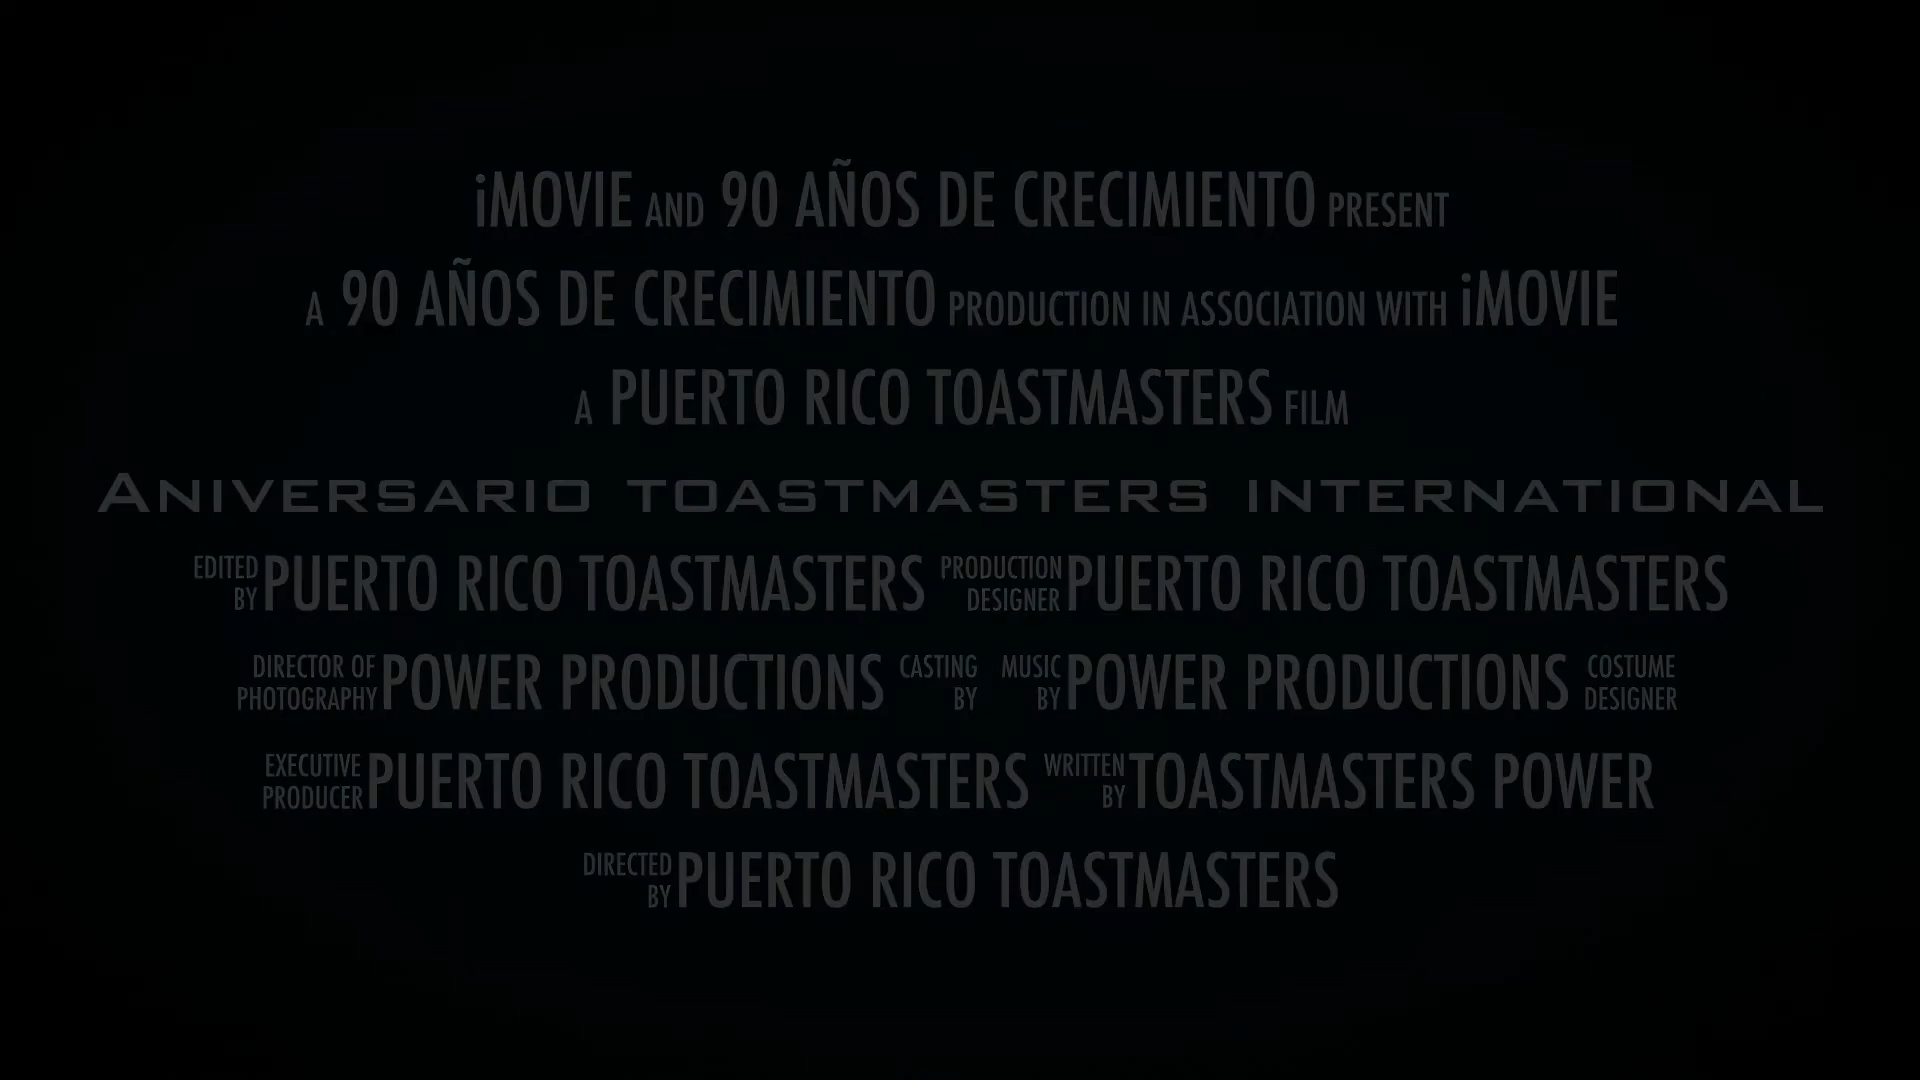 iMOVIE AND 90 AÑOS DE CRECIMIENTO PRESENT
A 90 AÑOS DE CRECIMIENTO PRODUCTION IN ASSOCIATION WITH iMOVIE
A PUERTO RICO TOASTMASTERS FILM
ANIVERSARIO TOASTMASTERS INTERNATIONAL
EDITED BY PUERTO RICO TOASTMASTERS PRODUCTION DESIGNER PUERTO RICO TOASTMASTERS
DIRECTOR OF PHOTOGRAPHY POWER PRODUCTIONS CASTING BY MUSIC BY POWER PRODUCTIONS COSTUME DESIGNER
EXECUTIVE PRODUCER PUERTO RICO TOASTMASTERS WRITTEN BY TOASTMASTERS POWER
DIRECTED BY PUERTO RICO TOASTMASTERS